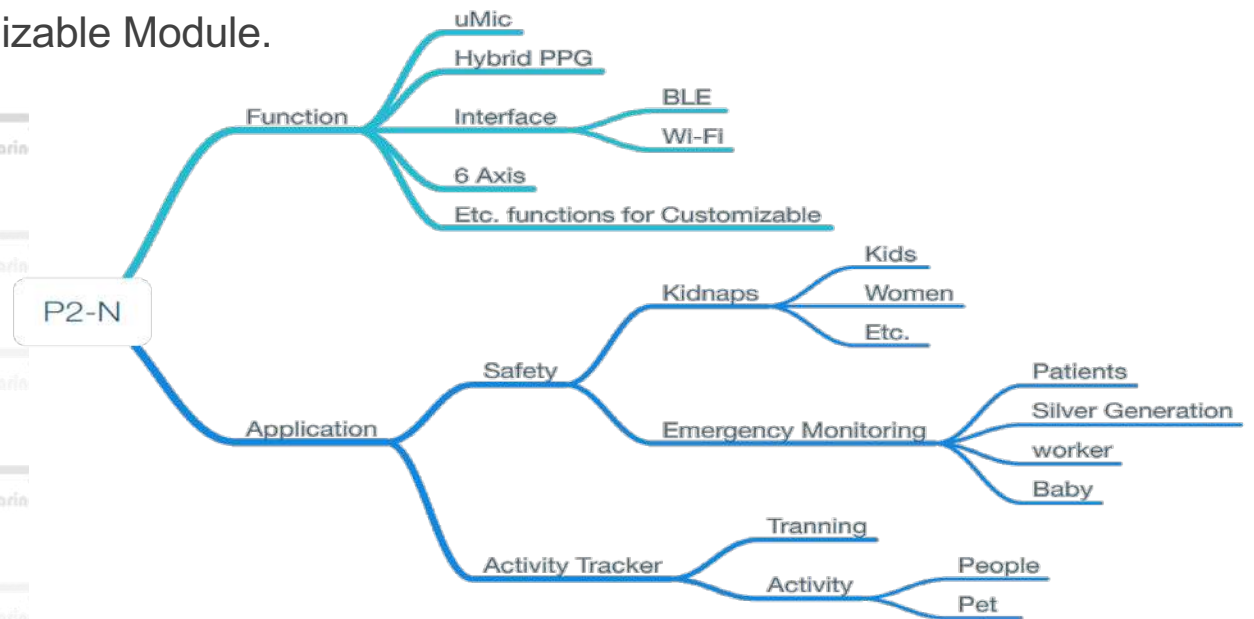 izable Module.
uMic
Hybrid PPG
Function
Interface
BLE
Wi-Fi
6 Axis
Etc. functions for Customizable
P2-N
Application
Safety
Kidnaps
Kids
Women
Etc.
Emergency Monitoring
Patients
Silver Generation
worker
Baby
Activity Tracker
Tranning
Activity
People
Pet